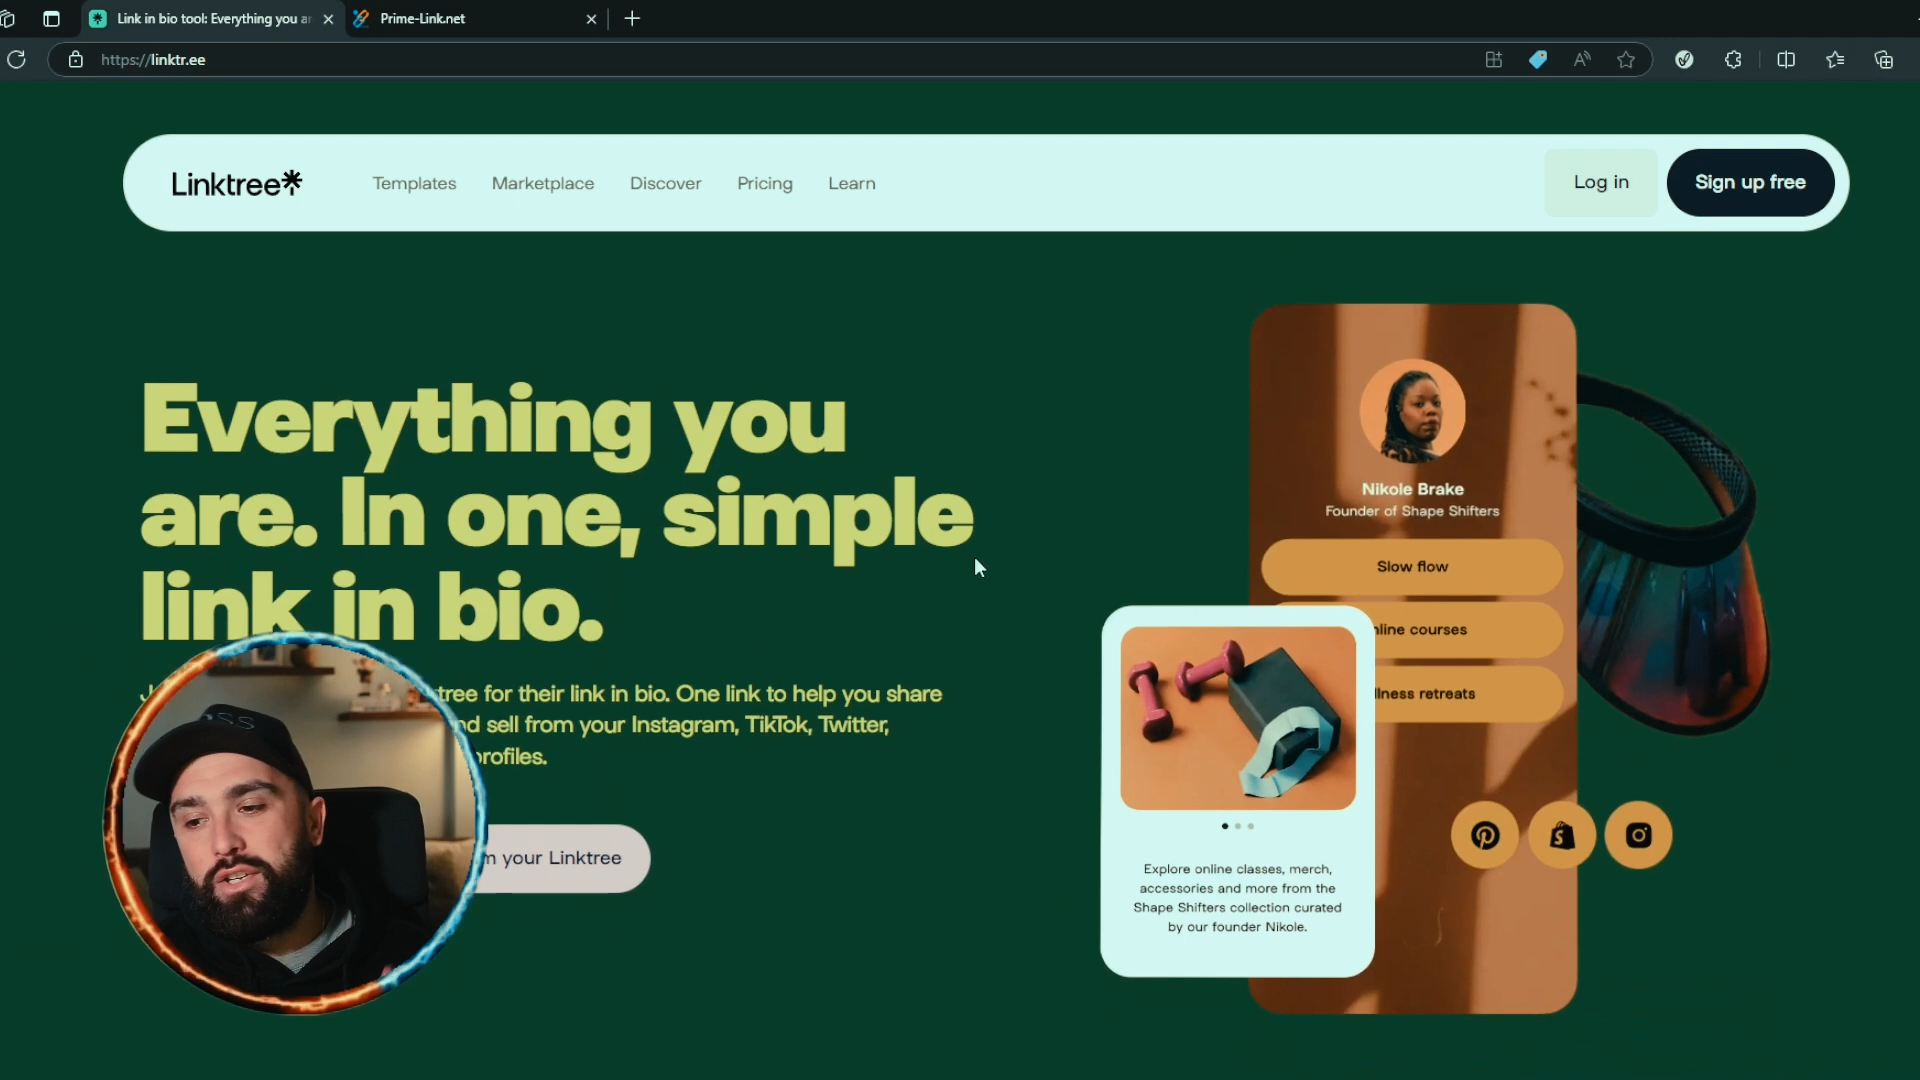 Link in bio tool: Everything you
Prime-Link.net
https://linktr.ee
Linktree
Templates
Marketplace
Discover
Pricing
Learn
Log in
Sign up free
Everything you
are. In one, simple
link in bio.
tree for their link in bio. One link to help you share
nd sell from your Instagram, TikTok, Twitter,
profiles.
m your Linktree
Nikole Brake
Founder of Shape Shifters
Slow flow
nline courses
llness retreats
Explore online classes, merch,
accessories and more from the
Shape Shifters collection curated
by our founder Nikole.